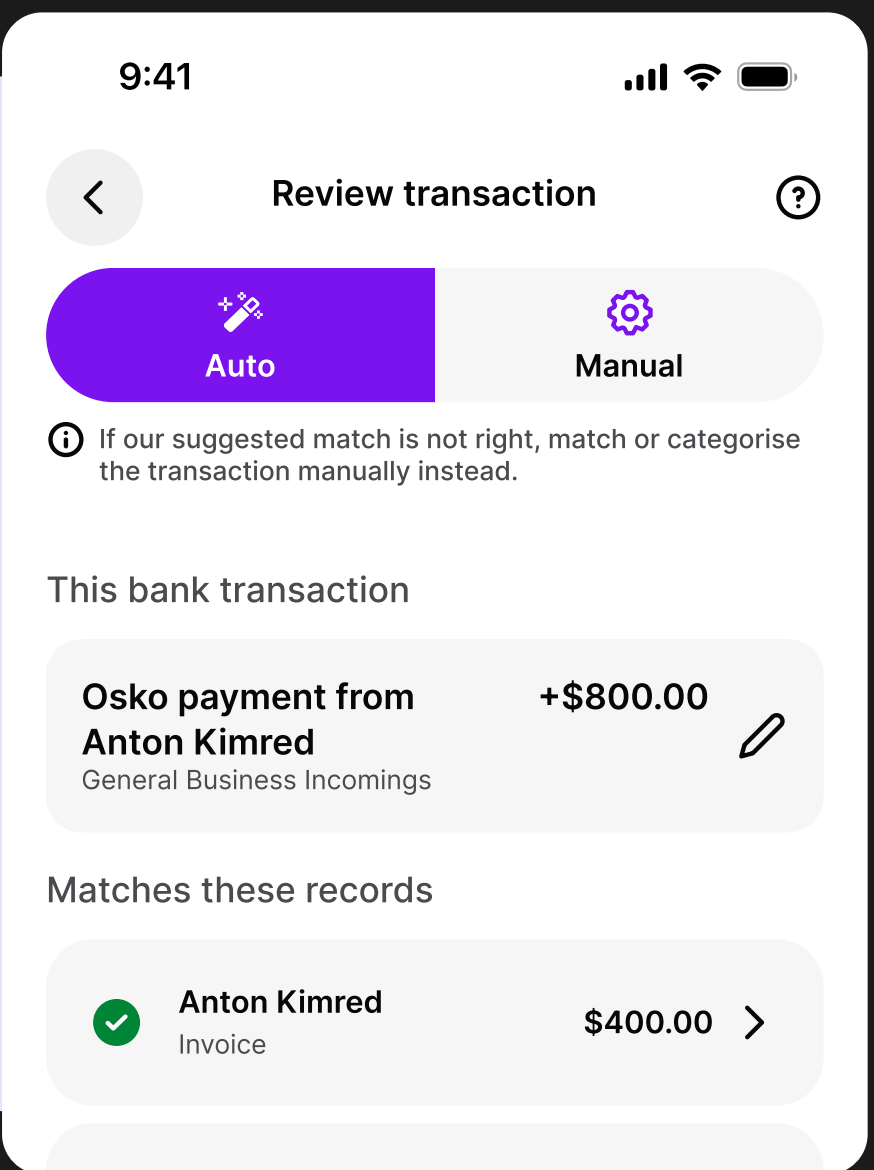 9:41
Review transaction
Auto
Manual
If our suggested match is not right, match or categorise
the transaction manually instead.
This bank transaction
Osko payment from
Anton Kimred
+$800.00
General Business Incomings
Matches these records
Anton Kimred
Invoice
$400.00